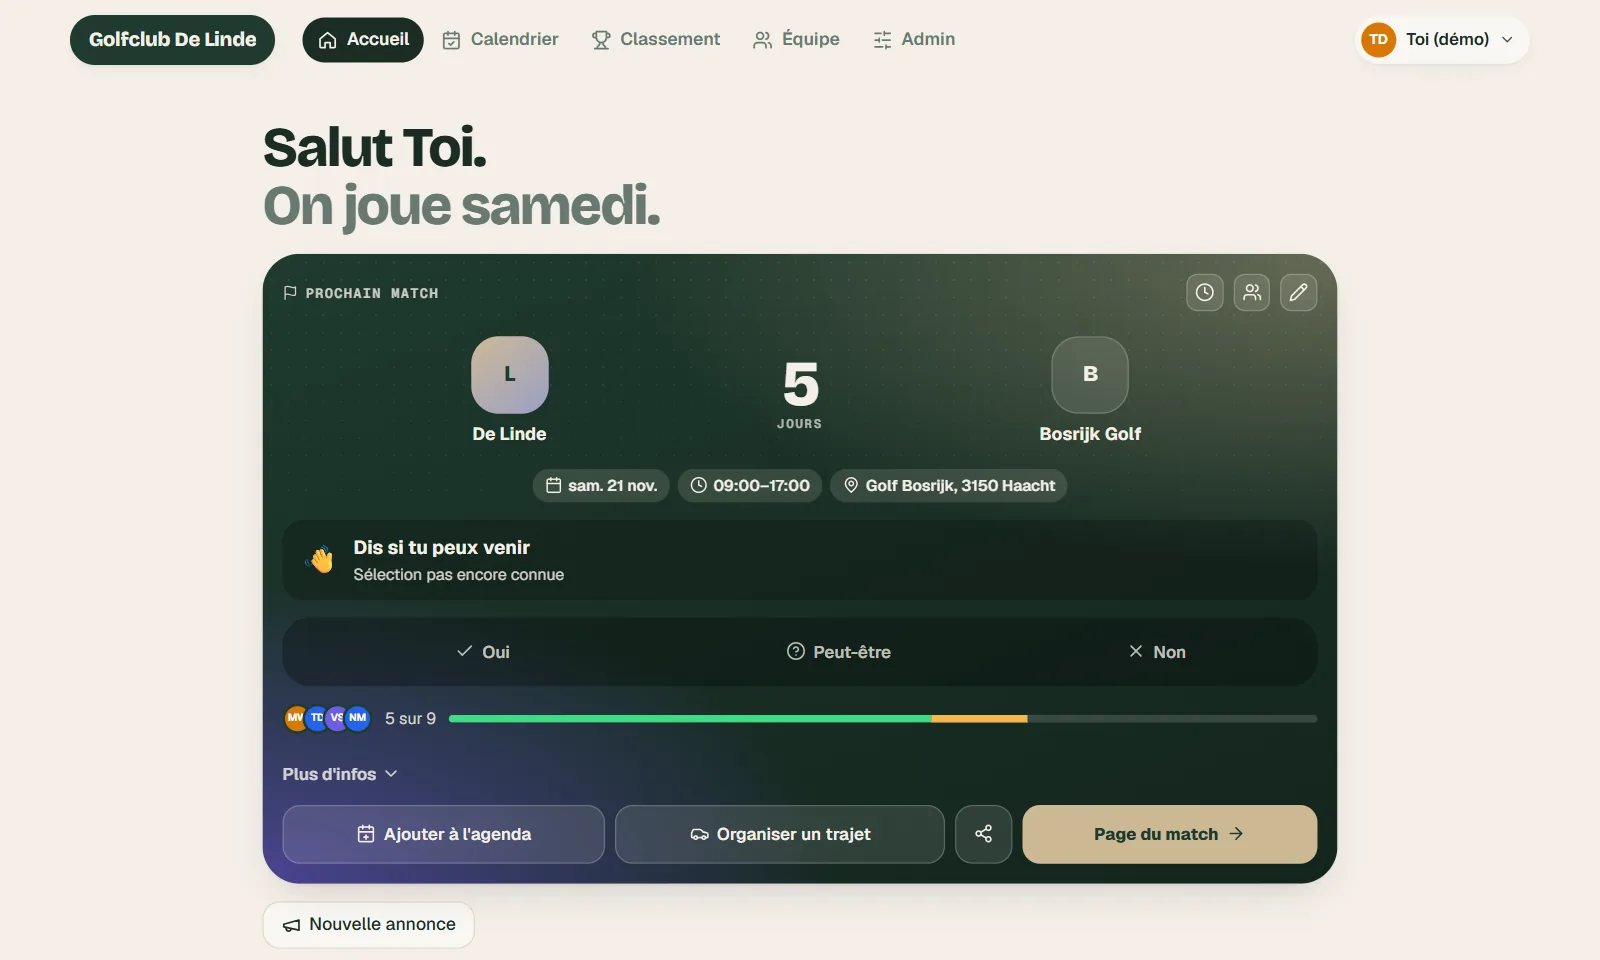 Golfclub De Linde
Accueil
Calendrier
Classement
Équipe
Admin
TD
Toi (démo)
Salut Toi.
On joue samedi.
PROCHAIN MATCH
L
5
B
JOURS
De Linde
Bosrijk Golf
sam. 21 nov.
09:00–17:00
Golf Bosrijk, 3150 Haacht
Dis si tu peux venir
Sélection pas encore connue
Oui
Peut-être
Non
TD
VS
NM
5 sur 9
Plus d'infos
Ajouter à l'agenda
Organiser un trajet
Page du match
Nouvelle annonce